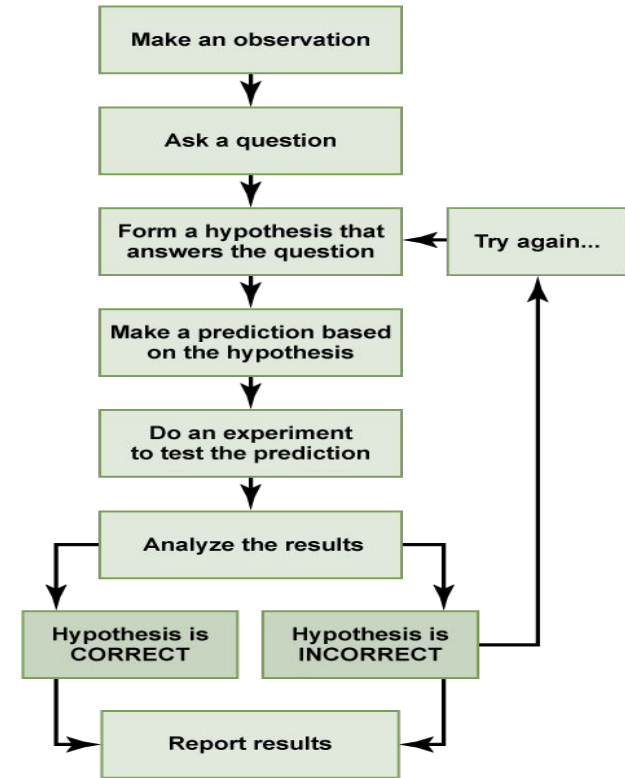 Make an observation
Ask a question
Form a hypothesis that
answers the question
Try again...
Make a prediction based
on the hypothesis
Do an experiment
to test the prediction
Analyze the results
Hypothesis is
CORRECT
Hypothesis is
INCORRECT
Report results